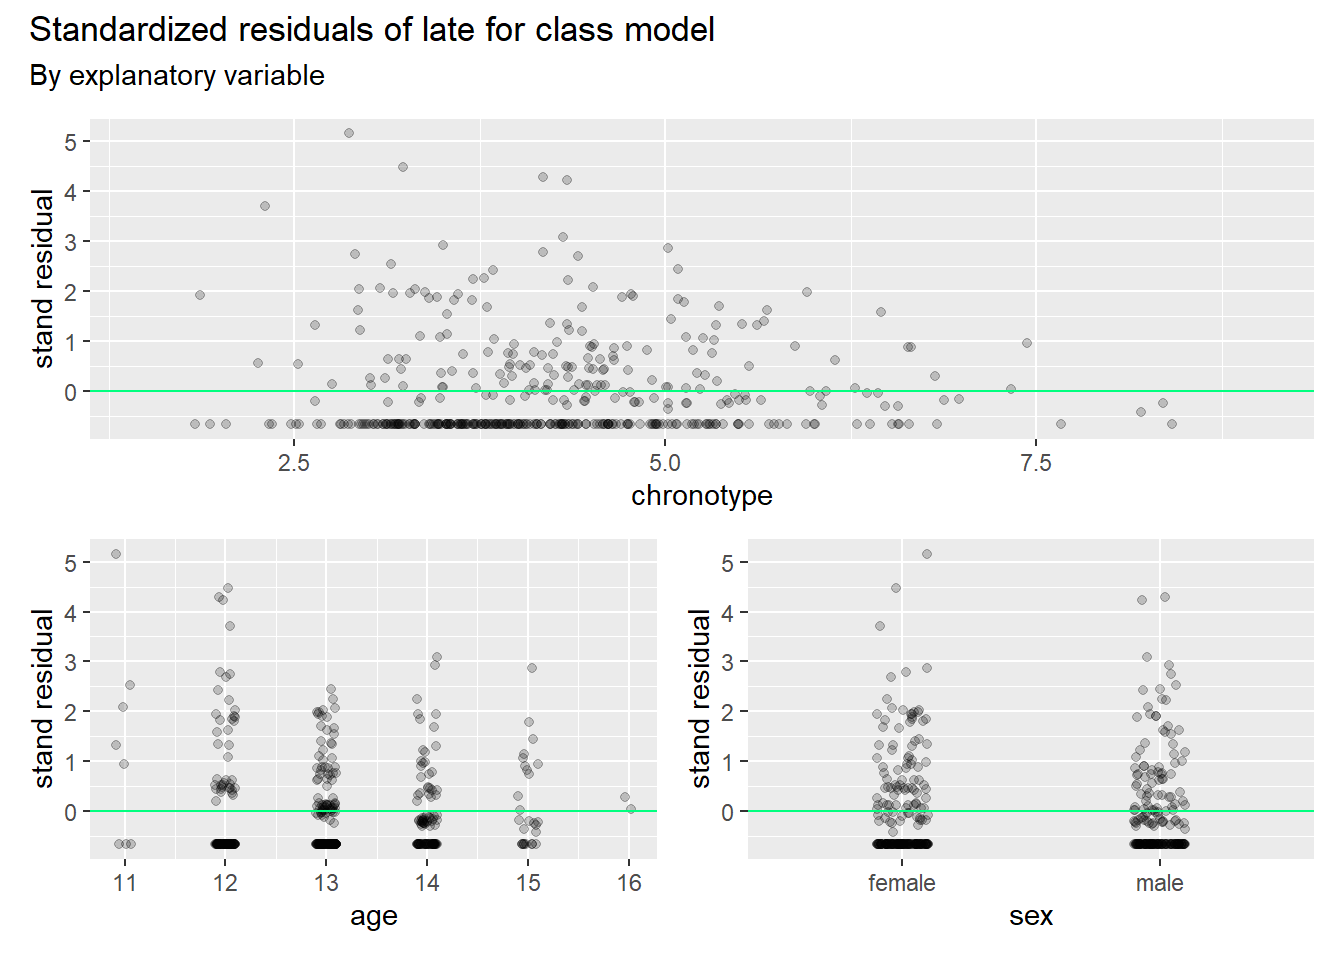 Standardized residuals of late for class model
By explanatory variable
stand residual
5
4
3
2
1
0
2.5 5.0 7.5
chronotype
stand residual
5
4
3
2
1
0
11 12 13 14 15 16
age
stand residual
5
4
3
2
1
0
female male
sex